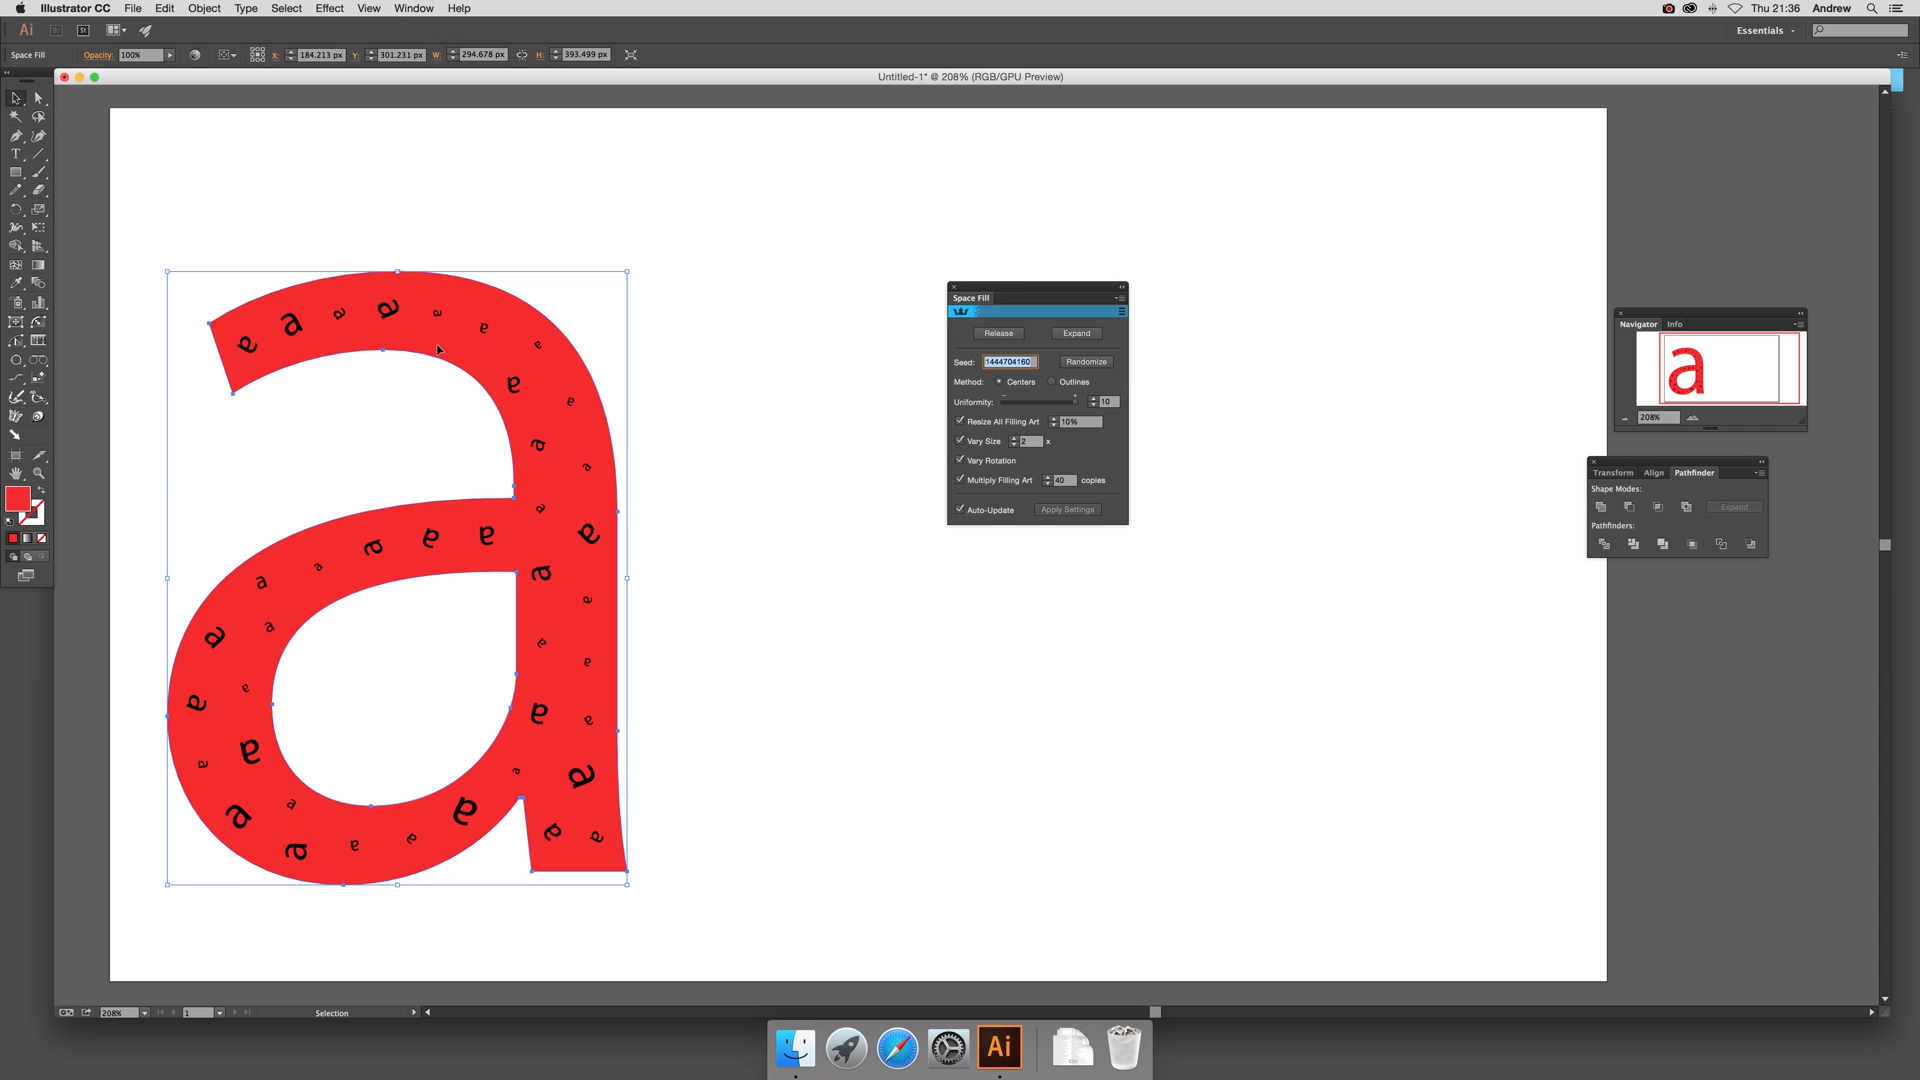 Illustrator CC File Edit Object Type Select Effect View Window Help Thu 21:36 Andrew
Ai Br St Essentials
Space Fill Opacity: 100% X: 184.213 px Y: 301.231 px W: 294.678 px H: 393.499 px
Untitled-1* @ 208% (RGB/GPU Preview)
T
a a a a a a a a a a a a a a a a a a a a a a a a a a a a a a a a a a a a a a a a a a a a
Space Fill
Release Expand
Seed: 1444704160 Randomize
Method: Centers Outlines
Uniformity: 10
Resize All Filling Art 10%
Vary Size 2 x
Vary Rotation
Multiply Filling Art 40 copies
Auto-Update Apply Settings
Navigator Info
a
208%
Transform Align Pathfinder
Shape Modes:
Expand
Pathfinders:
208% 1 Selection
Ai